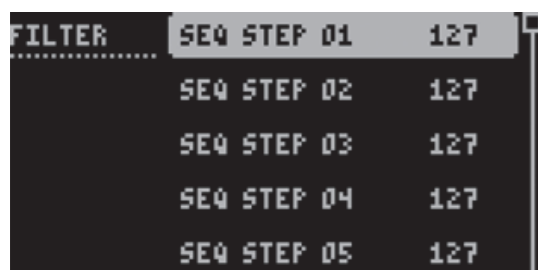 FILTER SEQ STEP 01 127
SEQ STEP 02 127
SEQ STEP 03 127
SEQ STEP 04 127
SEQ STEP 05 127